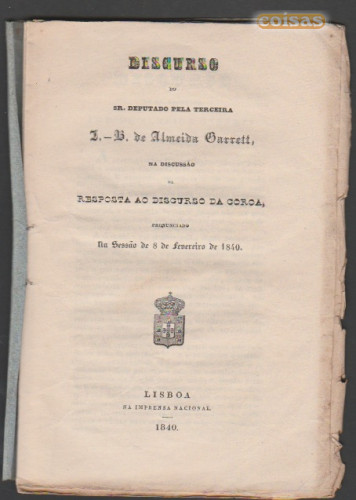 coisas
DISCURSO
DO
SR. DEPUTADO PELA TERCEIRA
J.-B. de Almeida Garrett,
NA DISCUSSÃO
DA
RESPOSTA AO DISCURSO DA COROA,
PRONUNCIADO
Na Sessão de 8 de Fevereiro de 1840.
LISBOA
NA IMPRENSA NACIONAL.
1840.